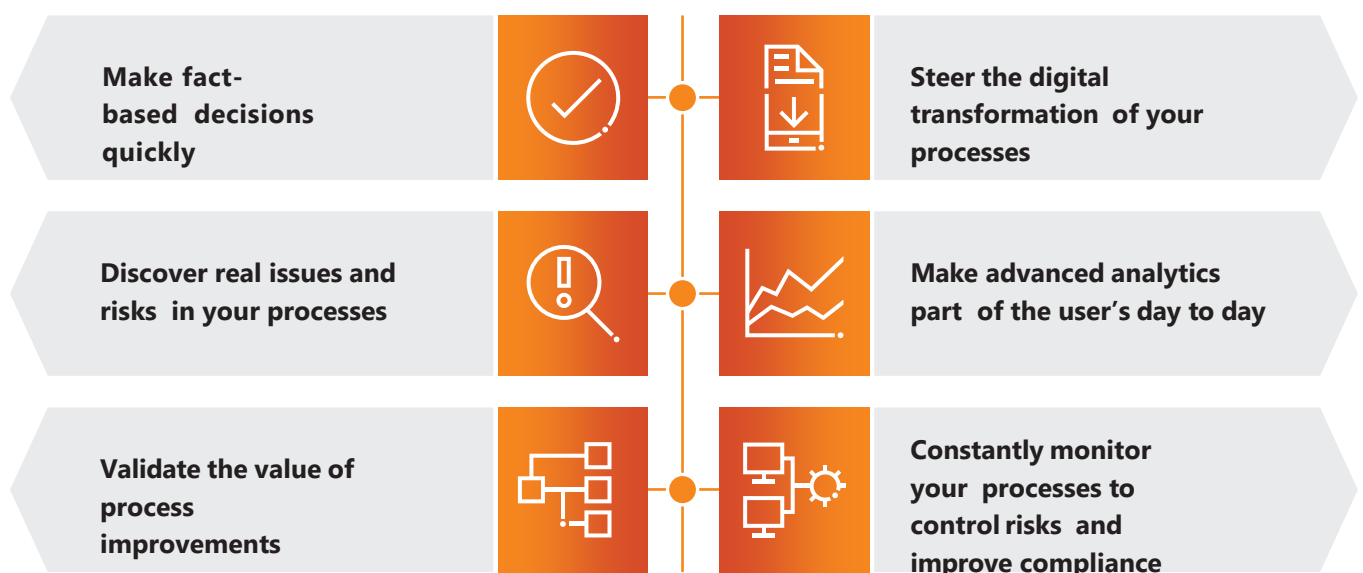 Make fact-
based decisions
quickly
Steer the digital
transformation of your
processes
Discover real issues and
risks in your processes
Make advanced analytics
part of the user’s day to day
Validate the value of
process
improvements
Constantly monitor
your processes to
control risks and
improve compliance